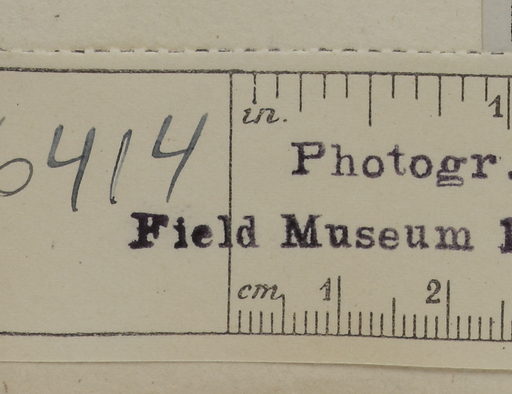 6414
in. 1
Photogr.
Field Museum
cm 1 2